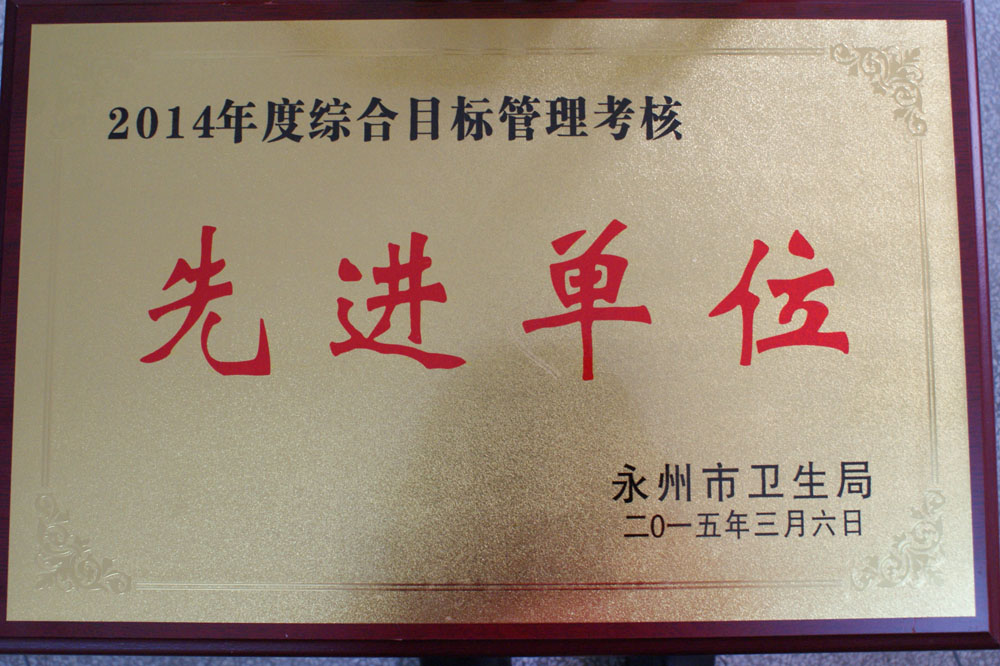 2014年度综合目标管理考核
先进单位
永州市卫生局
二0一五年三月六日